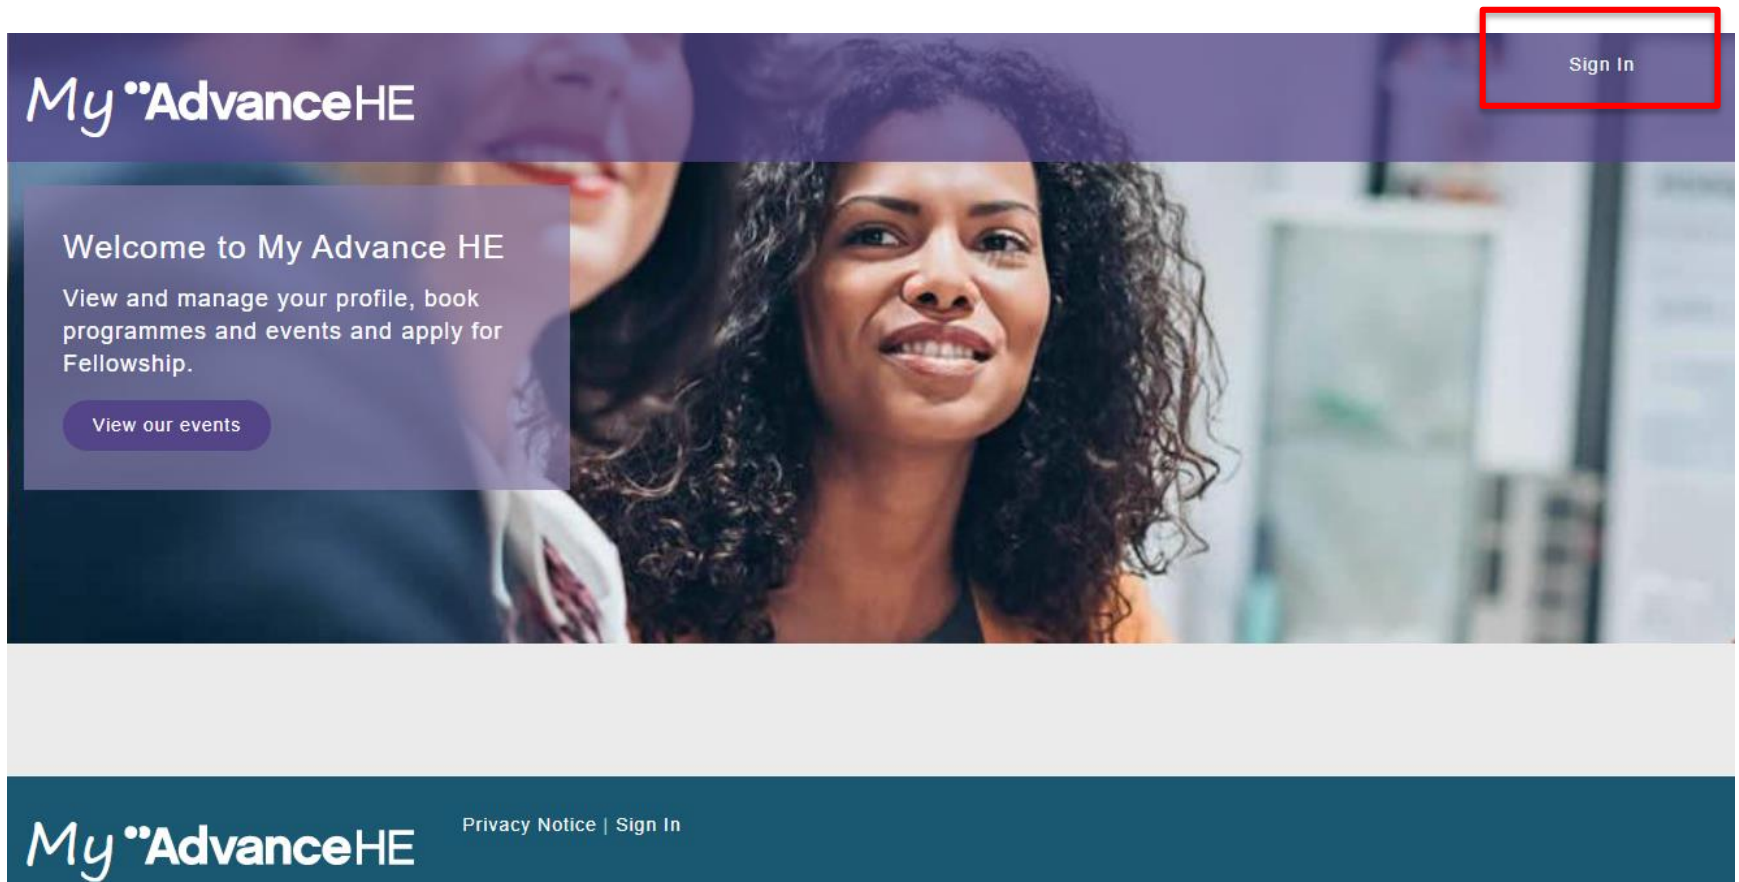 My AdvanceHE
Sign In
Welcome to My Advance HE
View and manage your profile, book
programmes and events and apply for
Fellowship.
View our events
My AdvanceHE
Privacy Notice | Sign In